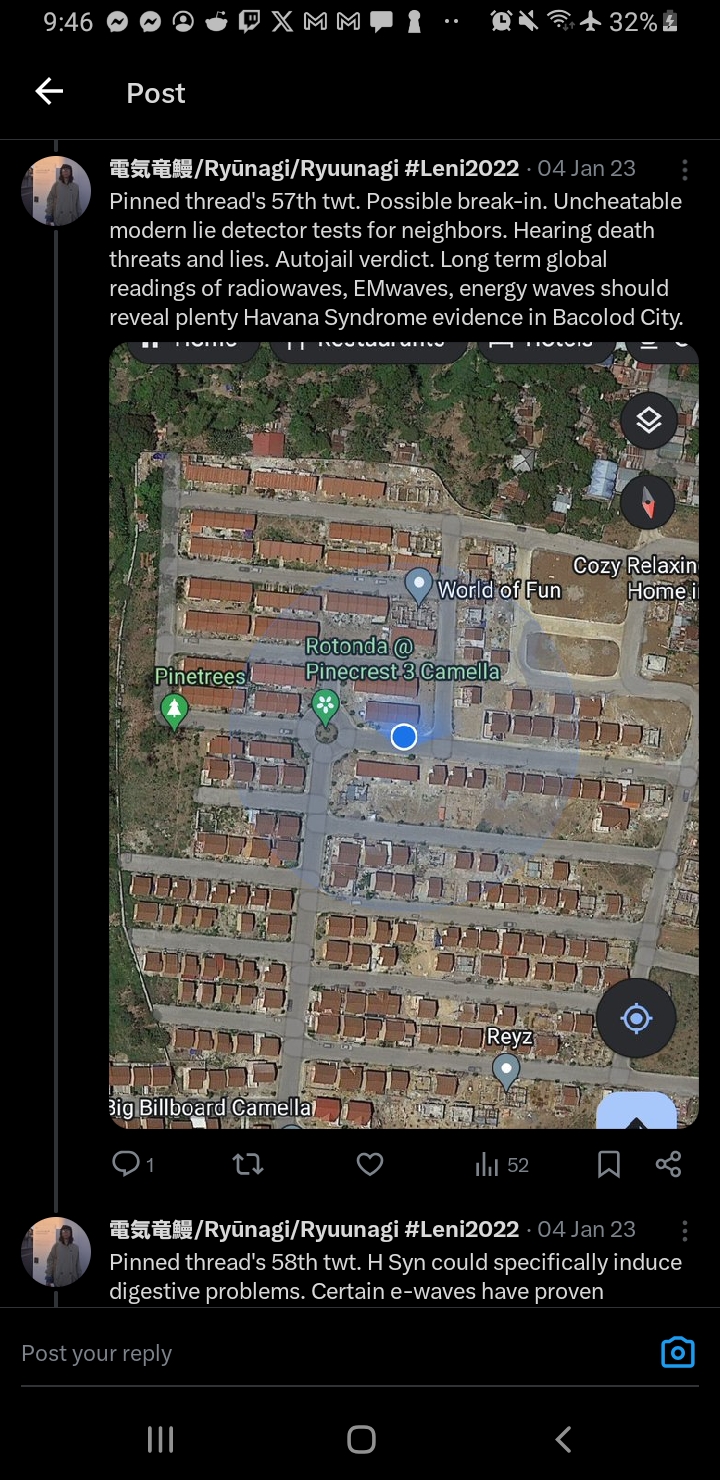 9:46
32%
Post
電気竜鰻/Ryūnagi/Ryuunagi #Leni2022 · 04 Jan 23
Pinned thread's 57th twt. Possible break-in. Uncheatable
modern lie detector tests for neighbors. Hearing death
threats and lies. Autojail verdict. Long term global
readings of radiowaves, EMwaves, energy waves should
reveal plenty Havana Syndrome evidence in Bacolod City.
Home Restaurants Hotels
Cozy Relaxin
Home i
World of Fun
Rotonda @
Pinecrest 3 Camella
Pinetrees
Reyz
Big Billboard Camella
1 52
電気竜鰻/Ryūnagi/Ryuunagi #Leni2022 · 04 Jan 23
Pinned thread's 58th twt. H Syn could specifically induce
digestive problems. Certain e-waves have proven
Post your reply